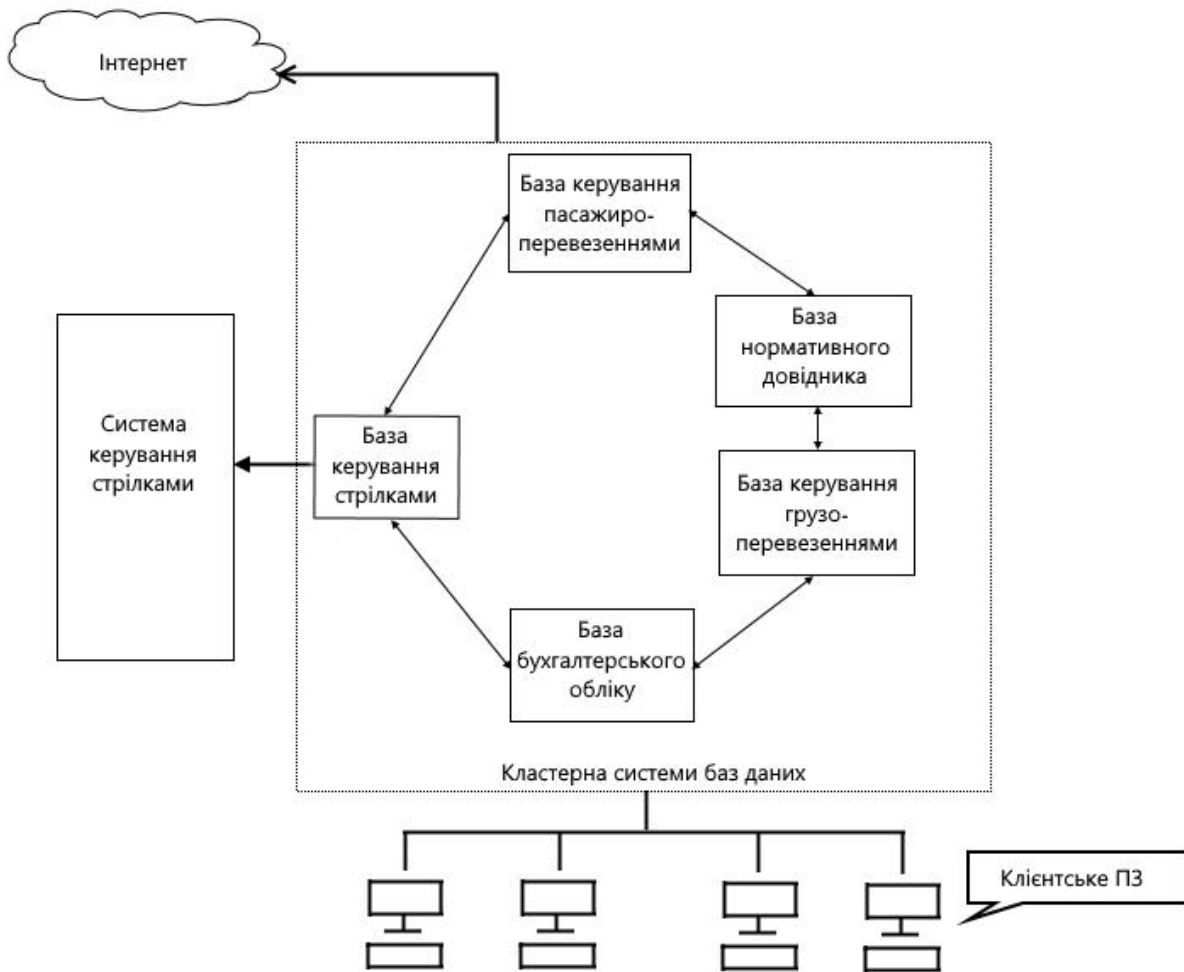 Інтернет
База керування
пасажиро-
перевезеннями
База
нормативного
довідника
Система
керування
стрілками
База
керування
стрілками
База керування
грузо-
перевезеннями
База
бухгалтерського
обліку
Кластерна системи баз даних
Клієнтське ПЗ